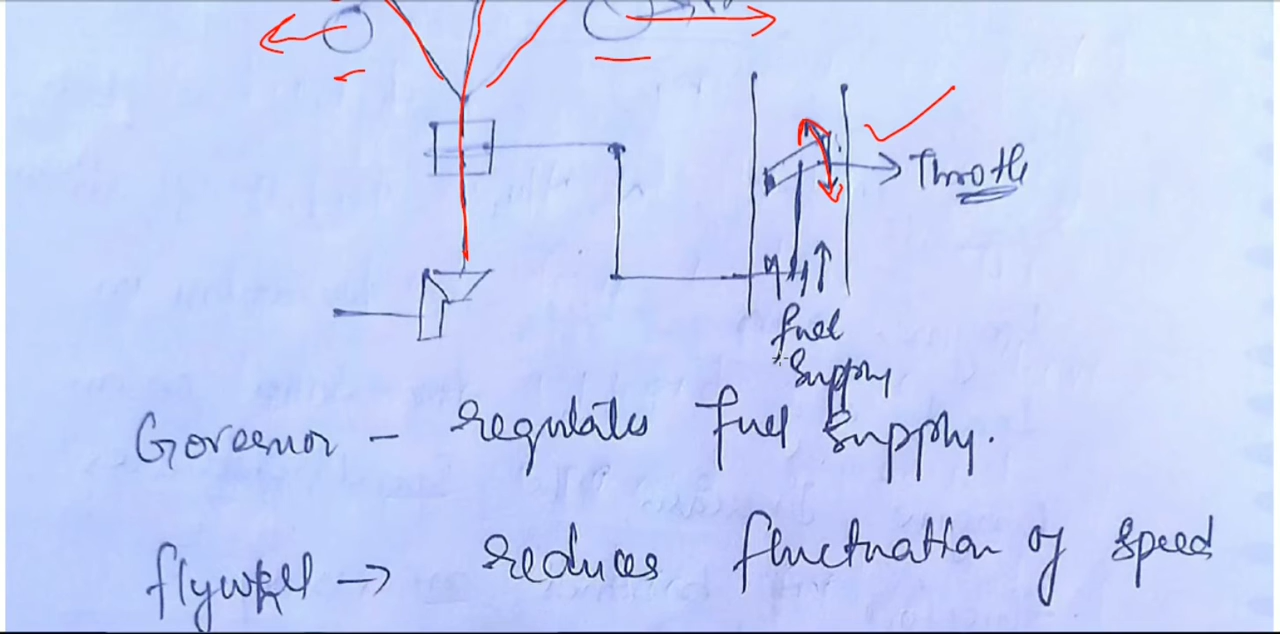 Throttle
fuel
supply
Governor - regulates fuel supply.
flywheel → reduces fluctuation of speed